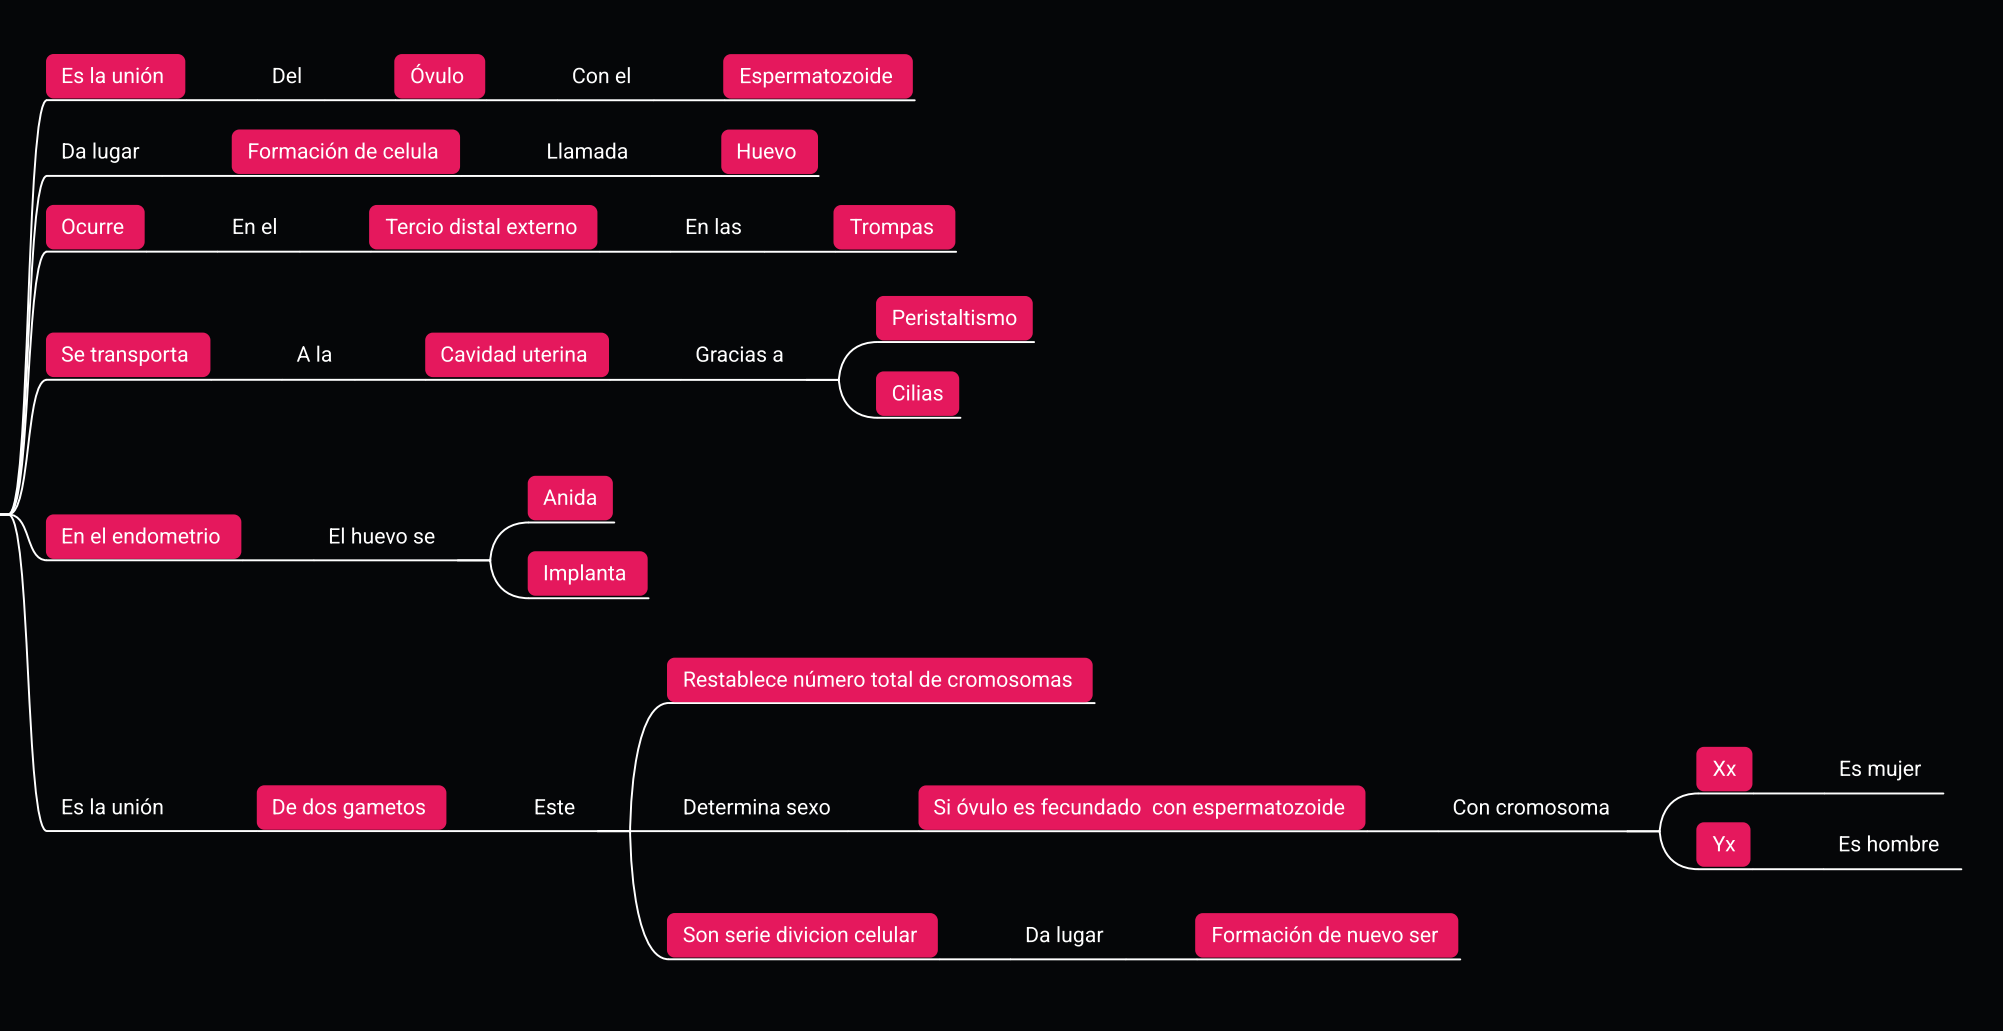 Es la unión Del Óvulo Con el Espermatozoide
Da lugar Formación de celula Llamada Huevo
Ocurre En el Tercio distal externo En las Trompas
Peristaltismo
Se transporta A la Cavidad uterina Gracias a
Cilias
Anida
En el endometrio El huevo se
Implanta
Restablece número total de cromosomas
Xx Es mujer
Es la unión De dos gametos Este Determina sexo Si óvulo es fecundado con espermatozoide Con cromosoma
Yx Es hombre
Son serie divicion celular Da lugar Formación de nuevo ser